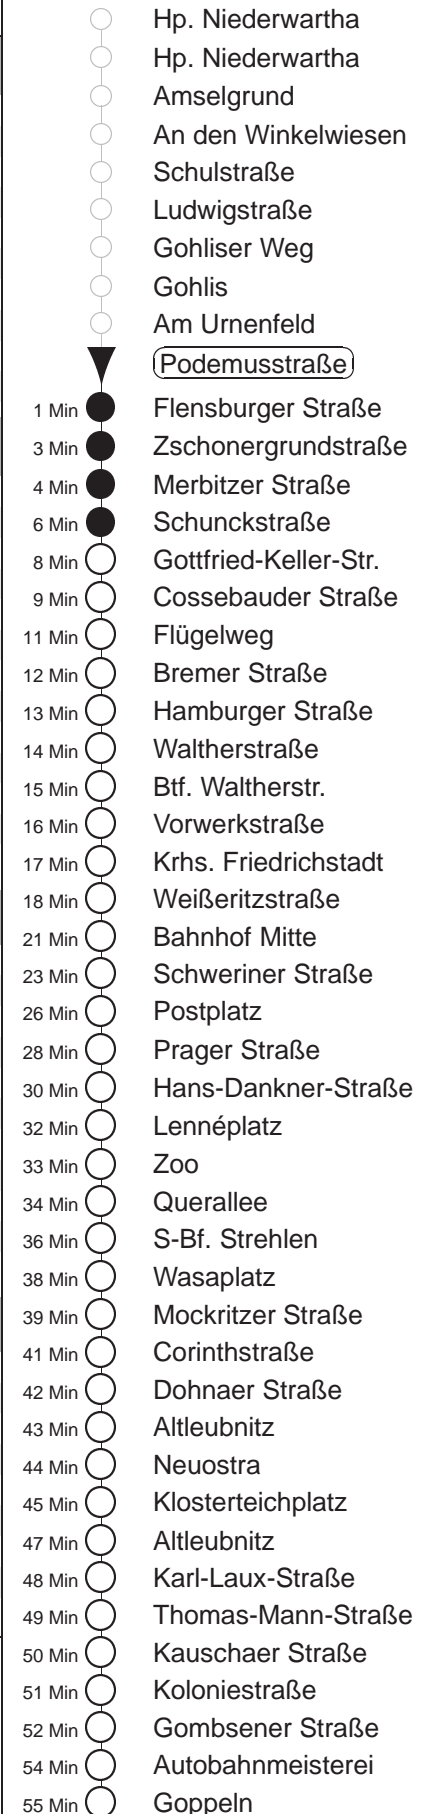 Hp. Niederwartha
Hp. Niederwartha
Amselgrund
An den Winkelwiesen
Schulstraße
Ludwigstraße
Gohliser Weg
Gohlis
Am Urnenfeld
Podemusstraße
1 Min Flensburger Straße
3 Min Zschonergrundstraße
4 Min Merbitzer Straße
6 Min Schunckstraße
8 Min Gottfried-Keller-Str.
9 Min Cossebauder Straße
11 Min Flügelweg
12 Min Bremer Straße
13 Min Hamburger Straße
14 Min Waltherstraße
15 Min Btf. Waltherstr.
16 Min Vorwerkstraße
17 Min Krhs. Friedrichstadt
18 Min Weißeritzstraße
21 Min Bahnhof Mitte
23 Min Schweriner Straße
26 Min Postplatz
28 Min Prager Straße
30 Min Hans-Dankner-Straße
32 Min Lennéplatz
33 Min Zoo
34 Min Querallee
36 Min S-Bf. Strehlen
38 Min Wasaplatz
39 Min Mockritzer Straße
41 Min Corinthstraße
42 Min Dohnaer Straße
43 Min Altleubnitz
44 Min Neuostra
45 Min Klosterteichplatz
47 Min Altleubnitz
48 Min Karl-Laux-Straße
49 Min Thomas-Mann-Straße
50 Min Kauschaer Straße
51 Min Koloniestraße
52 Min Gombsener Straße
54 Min Autobahnmeisterei
55 Min Goppeln